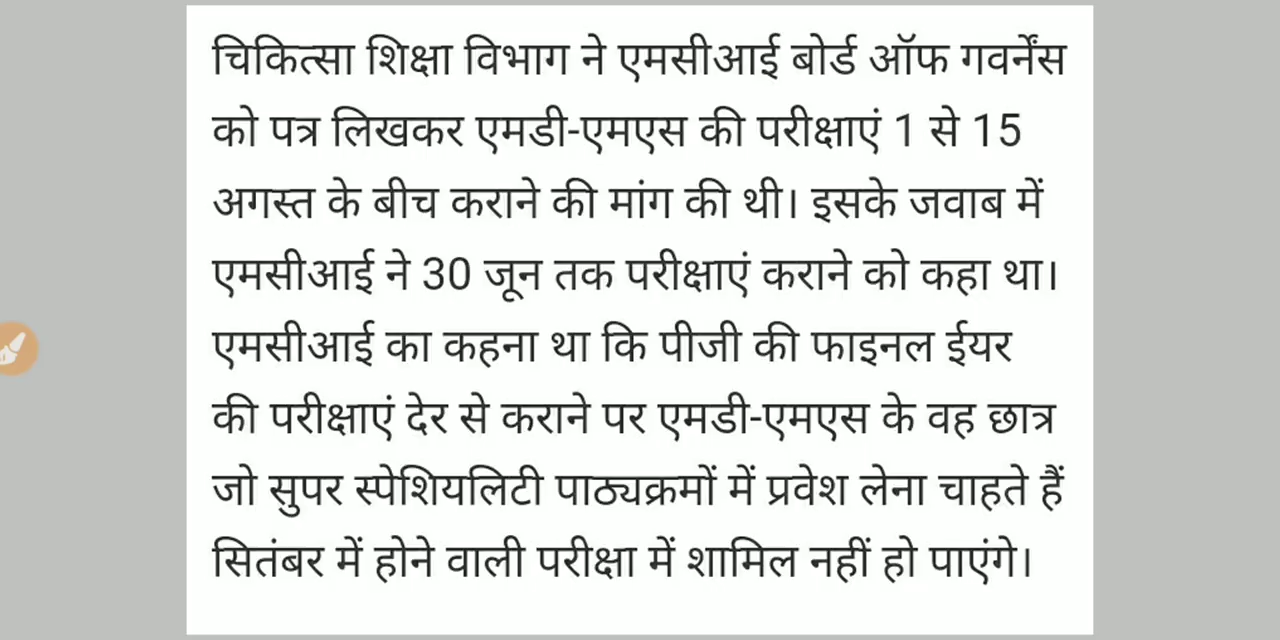 चिकित्सा शिक्षा विभाग ने एमसीआई बोर्ड ऑफ गवर्नेंस
को पत्र लिखकर एमडी-एमएस की परीक्षाएं 1 से 15
अगस्त के बीच कराने की मांग की थी। इसके जवाब में
एमसीआई ने 30 जून तक परीक्षाएं कराने को कहा था।
एमसीआई का कहना था कि पीजी की फाइनल ईयर
की परीक्षाएं देर से कराने पर एमडी-एमएस के वह छात्र
जो सुपर स्पेशियलिटी पाठ्यक्रमों में प्रवेश लेना चाहते हैं
सितंबर में होने वाली परीक्षा में शामिल नहीं हो पाएंगे।